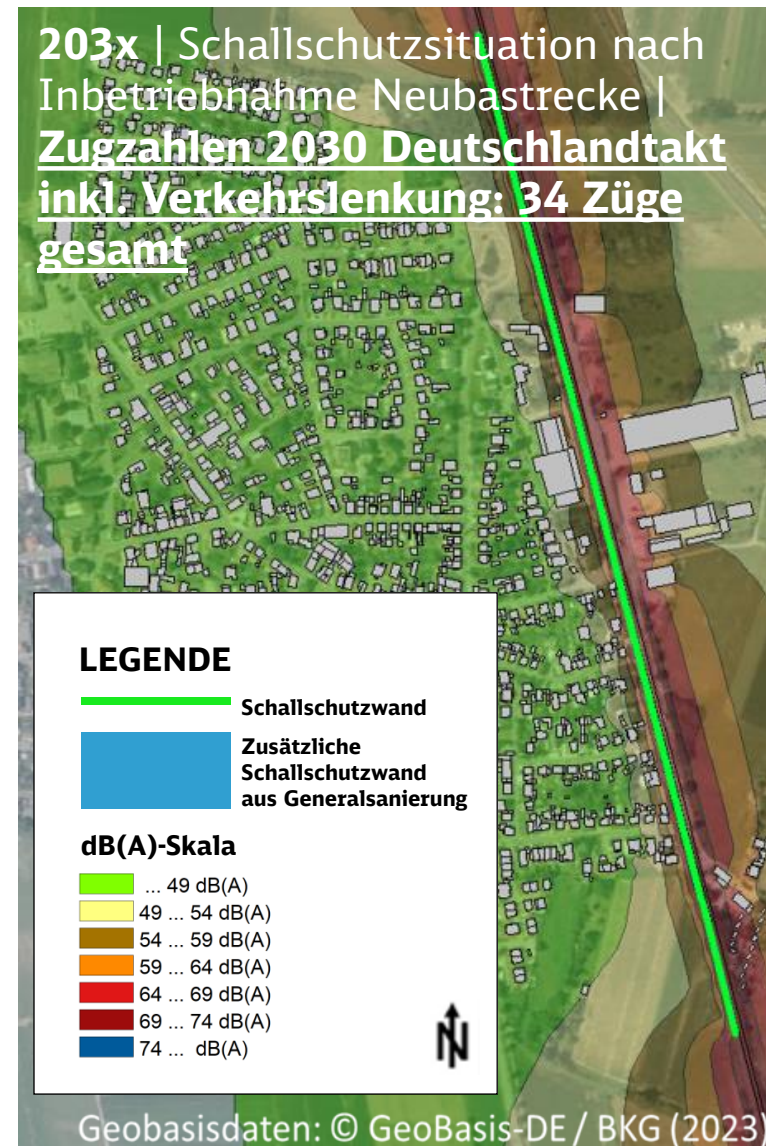 203x | Schallschutzsituation nach
Inbetriebnahme Neubastrecke |
Zugzahlen 2030 Deutschlandtakt
inkl. Verkehrslenkung: 34 Züge
gesamt
LEGENDE
Schallschutzwand
Zusätzliche
Schallschutzwand
aus Generalsanierung
dB(A)-Skala
... 49 dB(A)
49 ... 54 dB(A)
54 ... 59 dB(A)
59 ... 64 dB(A)
64 ... 69 dB(A)
69 ... 74 dB(A)
74 ... dB(A)
N
Geobasisdaten: © GeoBasis-DE / BKG (2023)